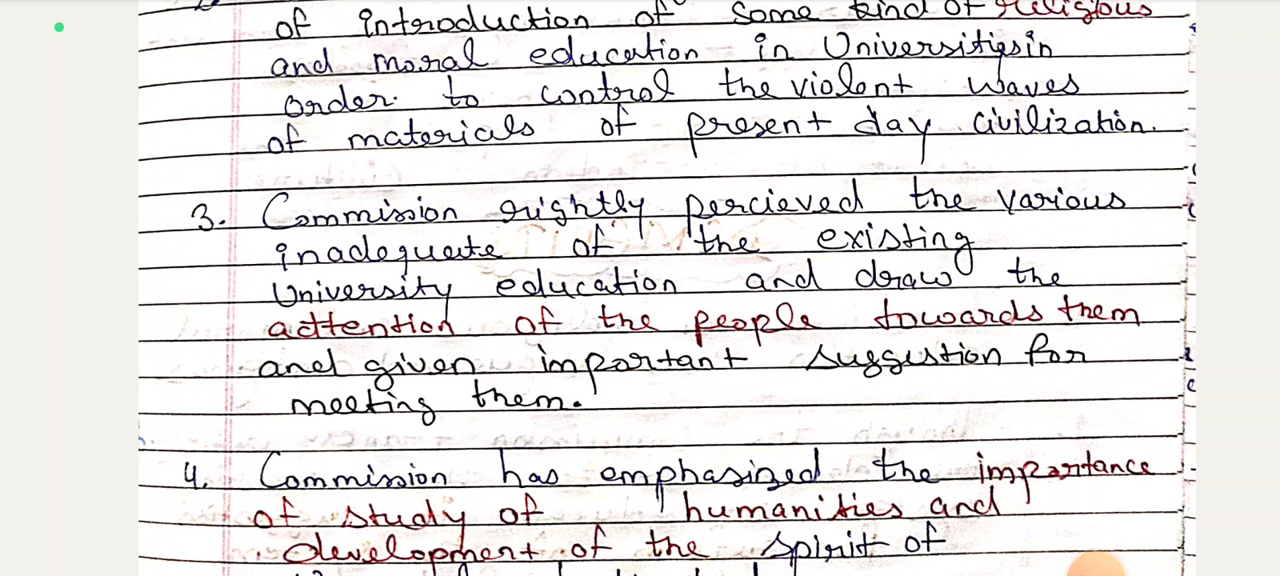 of introduction of some kind of religious
and moral education in Universities in
order to control the violent waves
of materials of present day civilization.
3. Commission rightly percieved the various
inadequate of the existing
University education and draw the
adttention of the people towards them
and given important suggestion for
meeting them.
4. Commission has emphasized the importance
of study of humanities and
development of the spirit of